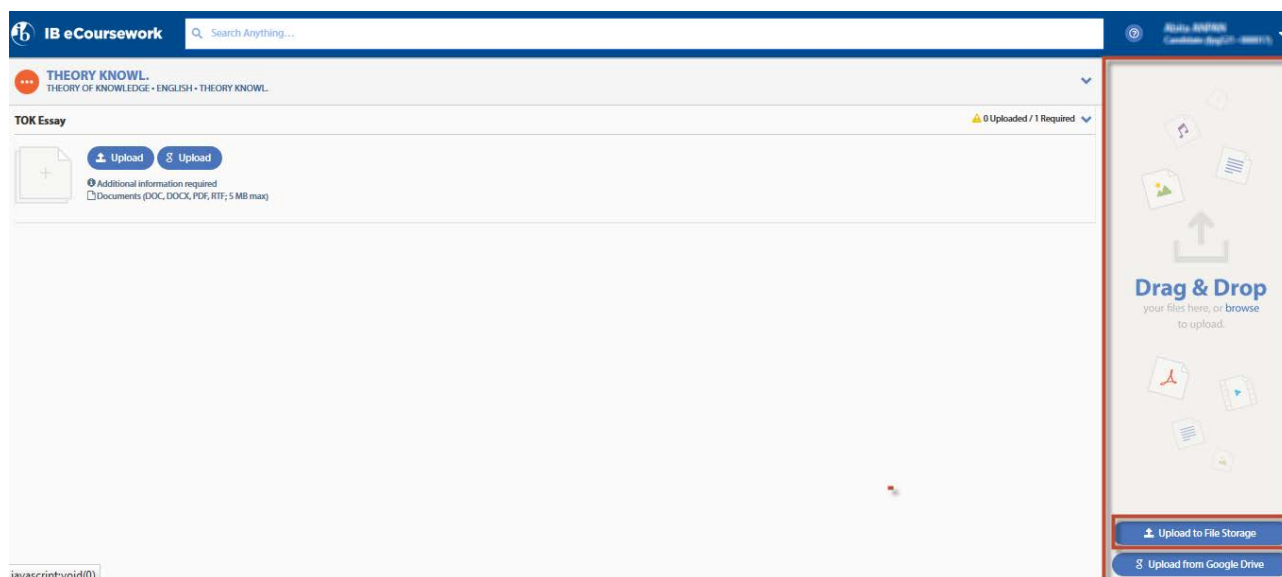 IB eCoursework
Search Anything...
THEORY KNOWL.
THEORY OF KNOWLEDGE • ENGLISH • THEORY KNOWL.
TOK Essay
0 Uploaded / 1 Required
Upload
Upload
Additional information required
Documents (DOC, DOCX, PDF, RTF; 5 MB max)
Drag & Drop
your files here, or browse
to upload.
Upload to File Storage
Upload from Google Drive
javascript:void(0)